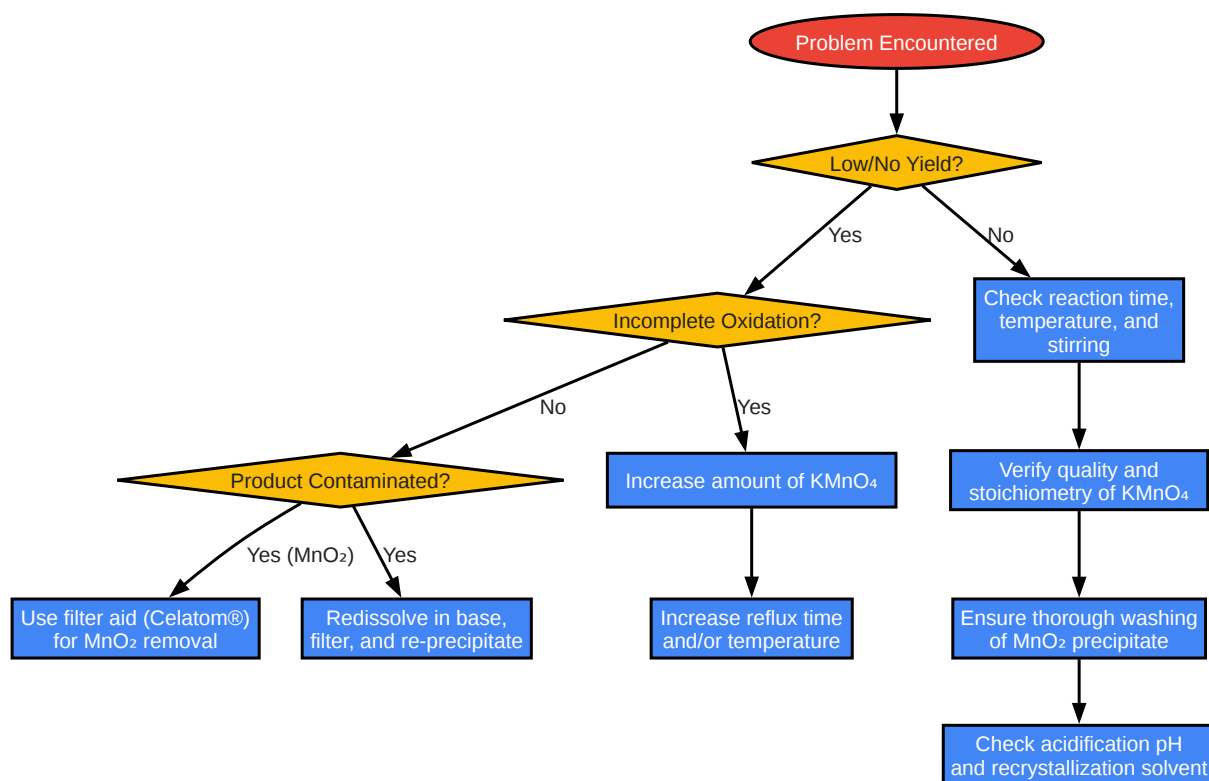 Problem Encountered
Low/No Yield?
Yes
No
Check reaction time,
temperature, and
stirring
Incomplete Oxidation?
No
Yes
Product Contaminated?
Increase amount of KMnO₄
Verify quality and
stoichiometry of KMnO₄
Yes (MnO₂)
Yes
Use filter aid (Celatom®)
for MnO₂ removal
Redissolve in base,
filter, and re-precipitate
Increase reflux time
and/or temperature
Ensure thorough washing
of MnO₂ precipitate
Check acidification pH
and recrystallization solvent